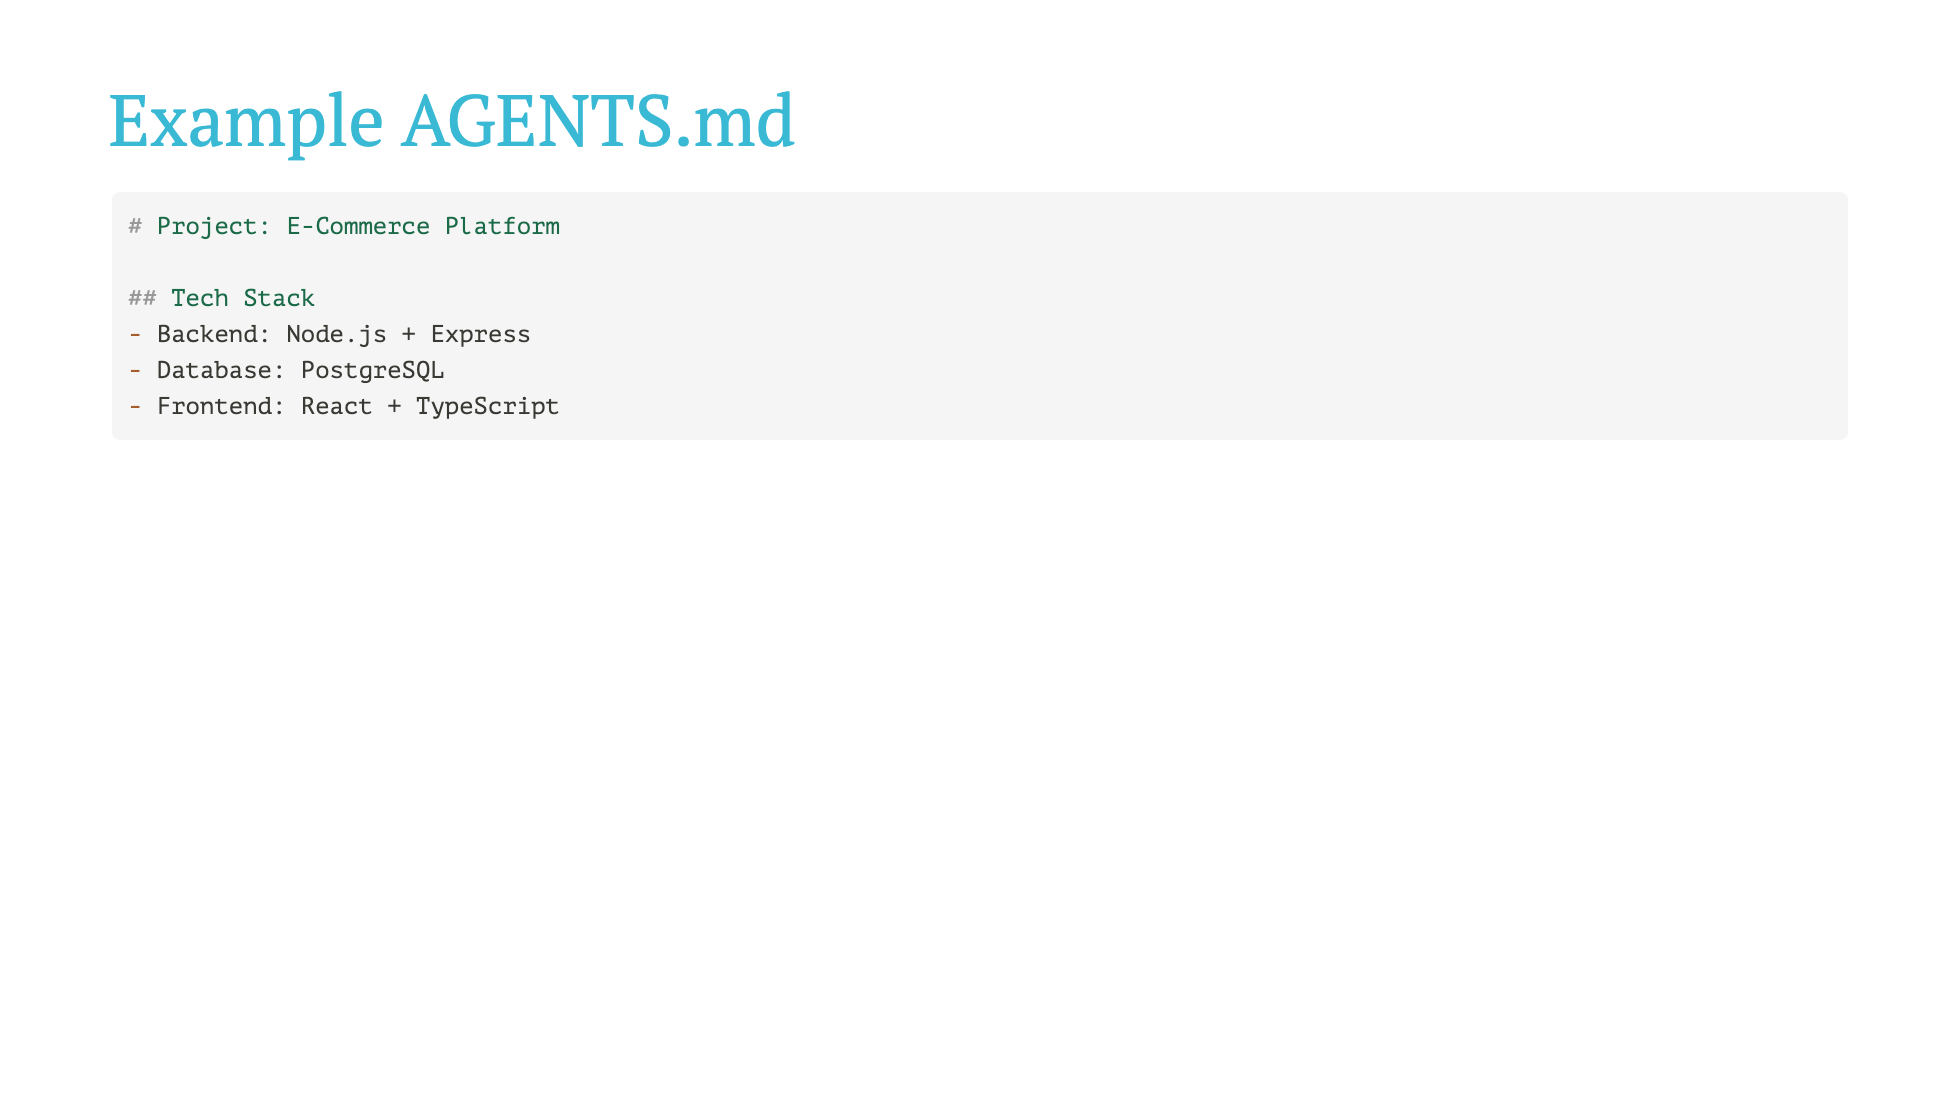 Example AGENTS.md
# Project: E-Commerce Platform
## Tech Stack
- Backend: Node.js + Express
- Database: PostgreSQL
- Frontend: React + TypeScript